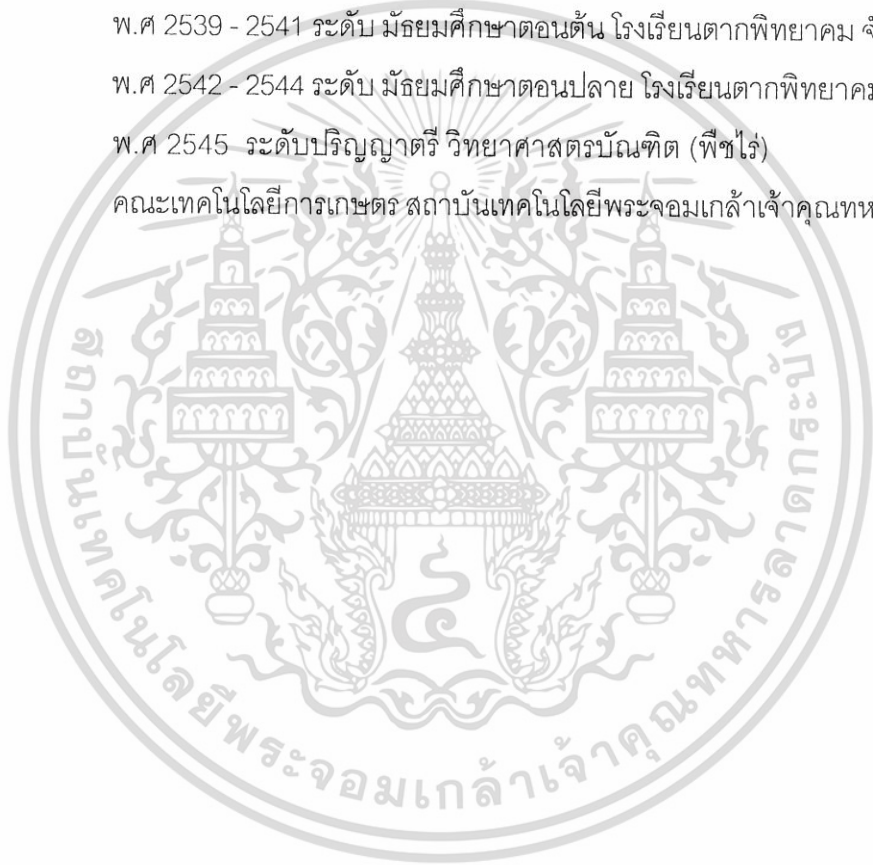 พ.ศ 2539 - 2541 ระดับ มัธยมศึกษาตอนต้น โรงเรียนตากพิทยาคม จั
พ.ศ 2542 - 2544 ระดับ มัธยมศึกษาตอนปลาย โรงเรียนตากพิทยาคม
พ.ศ 2545 ระดับปริญญาตรี วิทยาศาสตรบัณฑิต (พืชไร่)
คณะเทคโนโลยีการเกษตร สถาบันเทคโนโลยีพระจอมเกล้าเจ้าคุณทห
สถาบันเทคโนโลยีพระจอมเกล้าเจ้าคุณทหารลาดกระบัง
๔